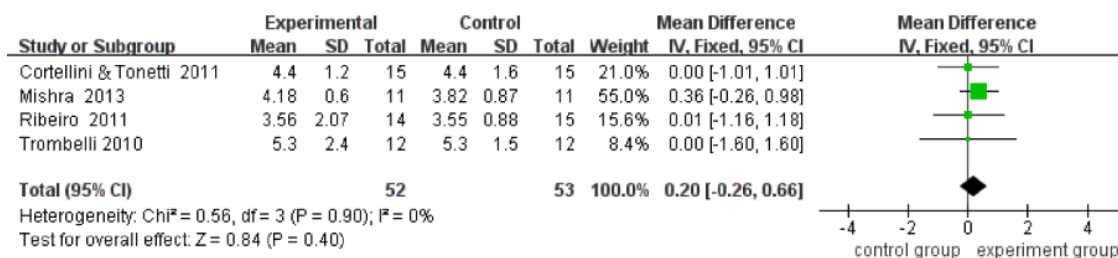 Experimental Control Mean Difference Mean Difference
Study or Subgroup Mean SD Total Mean SD Total Weight IV, Fixed, 95% CI IV, Fixed, 95% CI
Cortellini & Tonetti 2011 4.4 1.2 15 4.4 1.6 15 21.0% 0.00 [-1.01, 1.01]
Mishra 2013 4.18 0.6 11 3.82 0.87 11 55.0% 0.36 [-0.26, 0.98]
Ribeiro 2011 3.56 2.07 14 3.55 0.88 15 15.6% 0.01 [-1.16, 1.18]
Trombelli 2010 5.3 2.4 12 5.3 1.5 12 8.4% 0.00 [-1.60, 1.60]
Total (95% CI) 52 53 100.0% 0.20 [-0.26, 0.66]
Heterogeneity: Chi² = 0.56, df = 3 (P = 0.90); I² = 0%
Test for overall effect: Z = 0.84 (P = 0.40)
-4 -2 0 2 4
control group experiment group